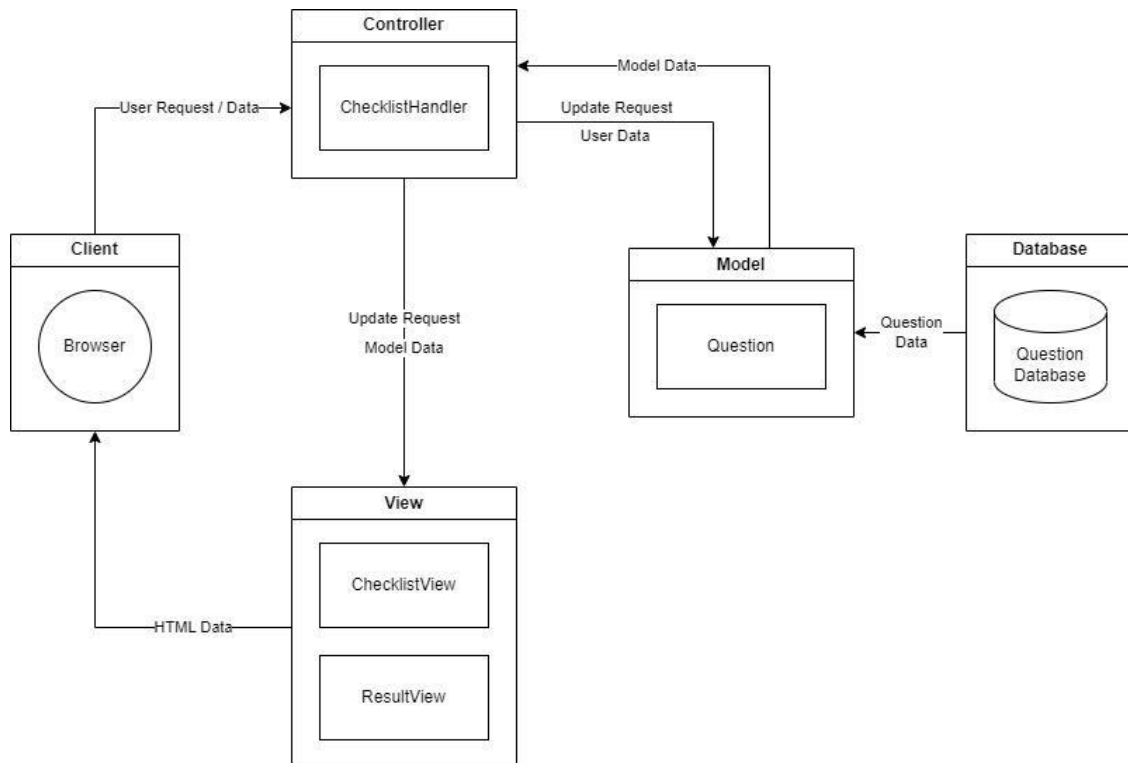 Controller
ChecklistHandler
User Request / Data
Model Data
Update Request
User Data
Client
Browser
Model
Question
Database
Question
Database
Question
Data
Update Request
Model Data
View
ChecklistView
ResultView
HTML Data